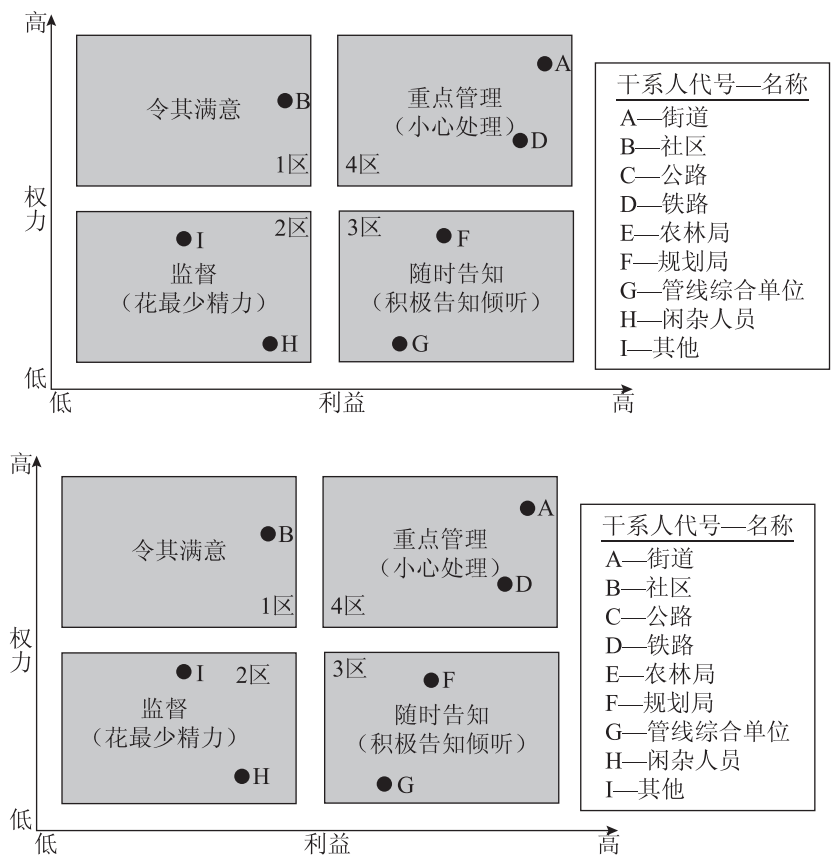 高
令其满意
B
1区
A
重点管理
（小心处理）
D
4区
干系人代号—名称
A—街道
B—社区
C—公路
D—铁路
E—农林局
F—规划局
G—管线综合单位
H—闲杂人员
I—其他
权力
I
2区
监督
（花最少精力）
H
3区
F
随时告知
（积极告知倾听）
G
低
低
利益
高
高
令其满意
B
1区
A
重点管理
（小心处理）
D
4区
干系人代号—名称
A—街道
B—社区
C—公路
D—铁路
E—农林局
F—规划局
G—管线综合单位
H—闲杂人员
I—其他
权力
I
2区
监督
（花最少精力）
H
3区
F
随时告知
（积极告知倾听）
G
低
低
利益
高